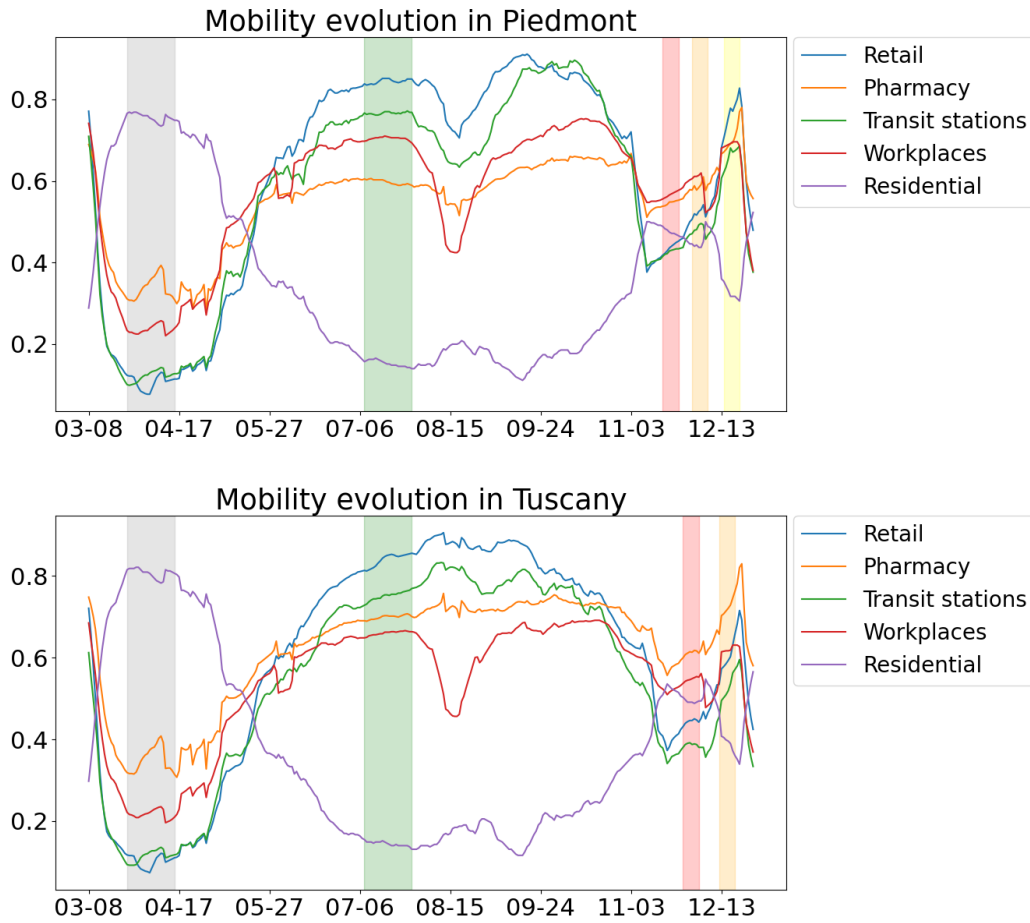 Mobility evolution in Piedmont
0.8
0.6
0.4
0.2
03-08 04-17 05-27 07-06 08-15 09-24 11-03 12-13
Retail
Pharmacy
Transit stations
Workplaces
Residential
Mobility evolution in Tuscany
0.8
0.6
0.4
0.2
03-08 04-17 05-27 07-06 08-15 09-24 11-03 12-13
Retail
Pharmacy
Transit stations
Workplaces
Residential